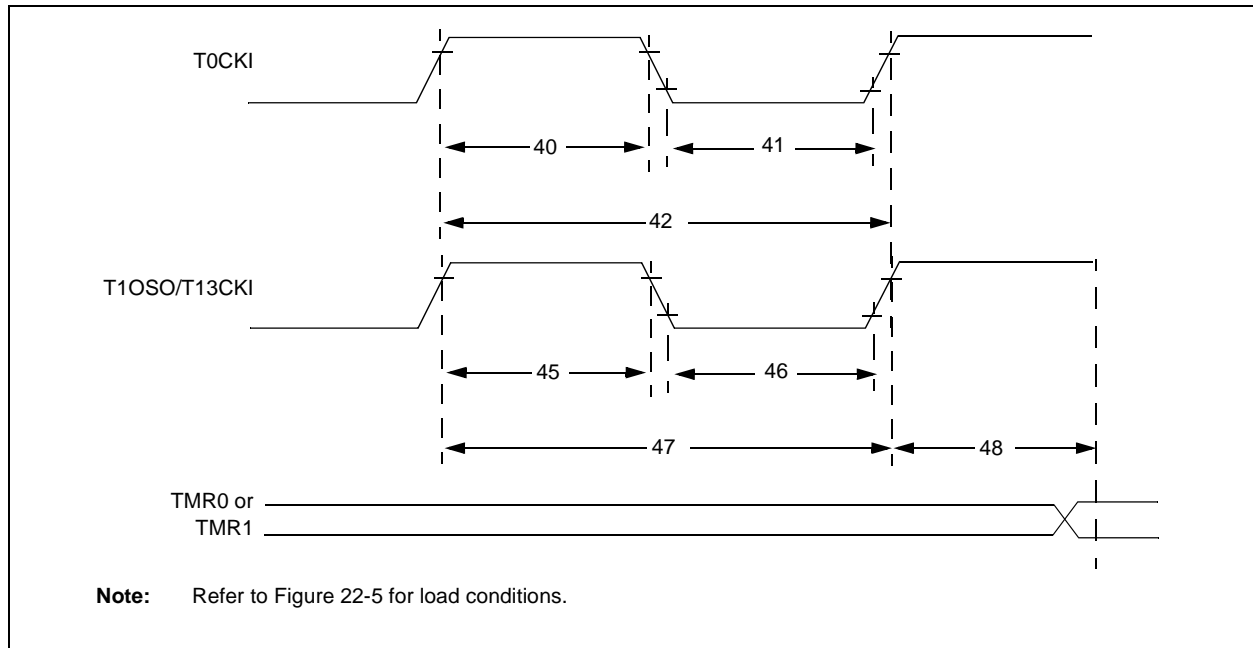 T0CKI
40
41
42
T1OSO/T13CKI
45
46
47
48
TMR0 or
TMR1
Note: Refer to Figure 22-5 for load conditions.